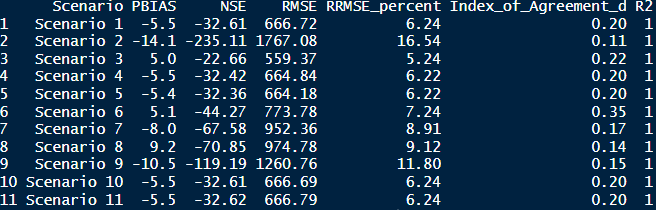 Scenario PBIAS NSE RMSE RRMSE_percent Index_of_Agreement_d R2
1 Scenario 1 -5.5 -32.61 666.72 6.24 0.20 1
2 Scenario 2 -14.1 -235.11 1767.08 16.54 0.11 1
3 Scenario 3 5.0 -22.66 559.37 5.24 0.22 1
4 Scenario 4 -5.5 -32.42 664.84 6.22 0.20 1
5 Scenario 5 -5.4 -32.36 664.18 6.22 0.20 1
6 Scenario 6 5.1 -44.27 773.78 7.24 0.35 1
7 Scenario 7 -8.0 -67.58 952.36 8.91 0.17 1
8 Scenario 8 9.2 -70.85 974.78 9.12 0.14 1
9 Scenario 9 -10.5 -119.19 1260.76 11.80 0.15 1
10 Scenario 10 -5.5 -32.61 666.69 6.24 0.20 1
11 Scenario 11 -5.5 -32.62 666.79 6.24 0.20 1